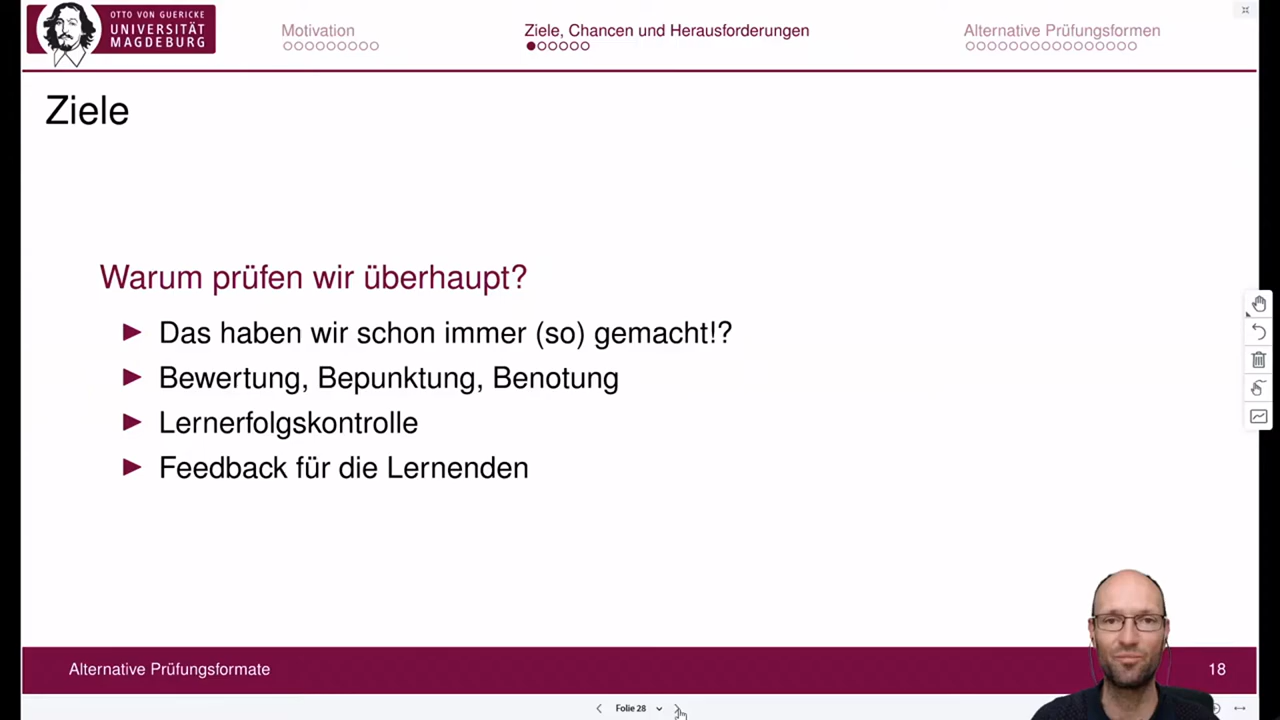 OTTO VON GUERICKE
UNIVERSITÄT
MAGDEBURG
Motivation
Ziele, Chancen und Herausforderungen
Alternative Prüfungsformen
Ziele
Warum prüfen wir überhaupt?
Das haben wir schon immer (so) gemacht!?
Bewertung, Bepunktung, Benotung
Lernerfolgskontrolle
Feedback für die Lernenden
Alternative Prüfungsformate
18
Folie 28